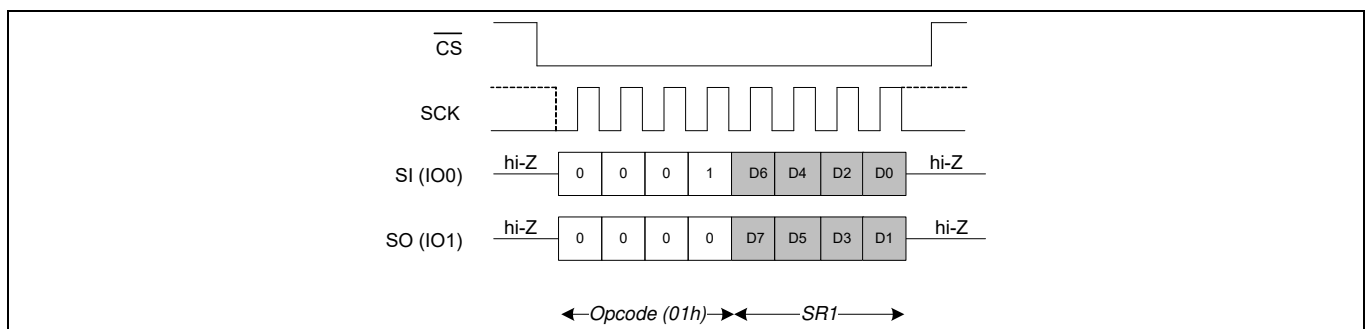 CS
SCK
SI (IO0) hi-Z 0 0 0 1 D6 D4 D2 D0 hi-Z
SO (IO1) hi-Z 0 0 0 0 D7 D5 D3 D1 hi-Z
Opcode (01h) SR1